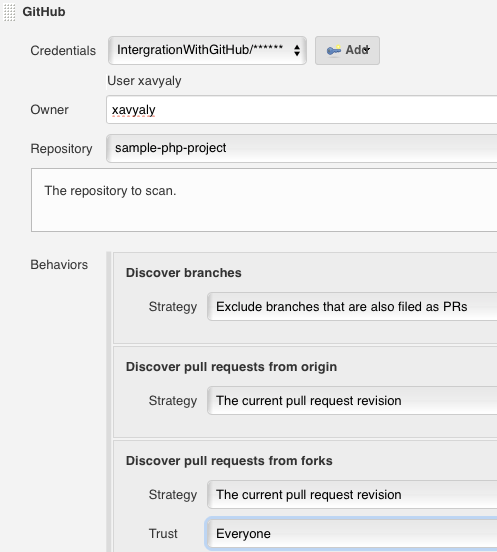 GitHub
Credentials IntergrationWithGitHub/****** Add
User xavyaly
Owner xavyaly
Repository sample-php-project
The repository to scan.
Behaviors
Discover branches
Strategy Exclude branches that are also filed as PRs
Discover pull requests from origin
Strategy The current pull request revision
Discover pull requests from forks
Strategy The current pull request revision
Trust Everyone